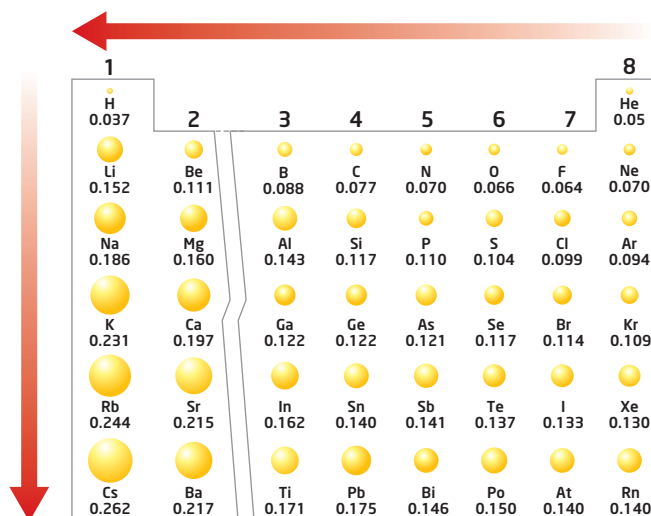 1 8
H He
0.037 2 3 4 5 6 7 0.05
Li Be B C N O F Ne
0.152 0.111 0.088 0.077 0.070 0.066 0.064 0.070
Na Mg Al Si P S Cl Ar
0.186 0.160 0.143 0.117 0.110 0.104 0.099 0.094
K Ca Ga Ge As Se Br Kr
0.231 0.197 0.122 0.122 0.121 0.117 0.114 0.109
Rb Sr In Sn Sb Te I Xe
0.244 0.215 0.162 0.140 0.141 0.137 0.133 0.130
Cs Ba Ti Pb Bi Po At Rn
0.262 0.217 0.171 0.175 0.146 0.150 0.140 0.140